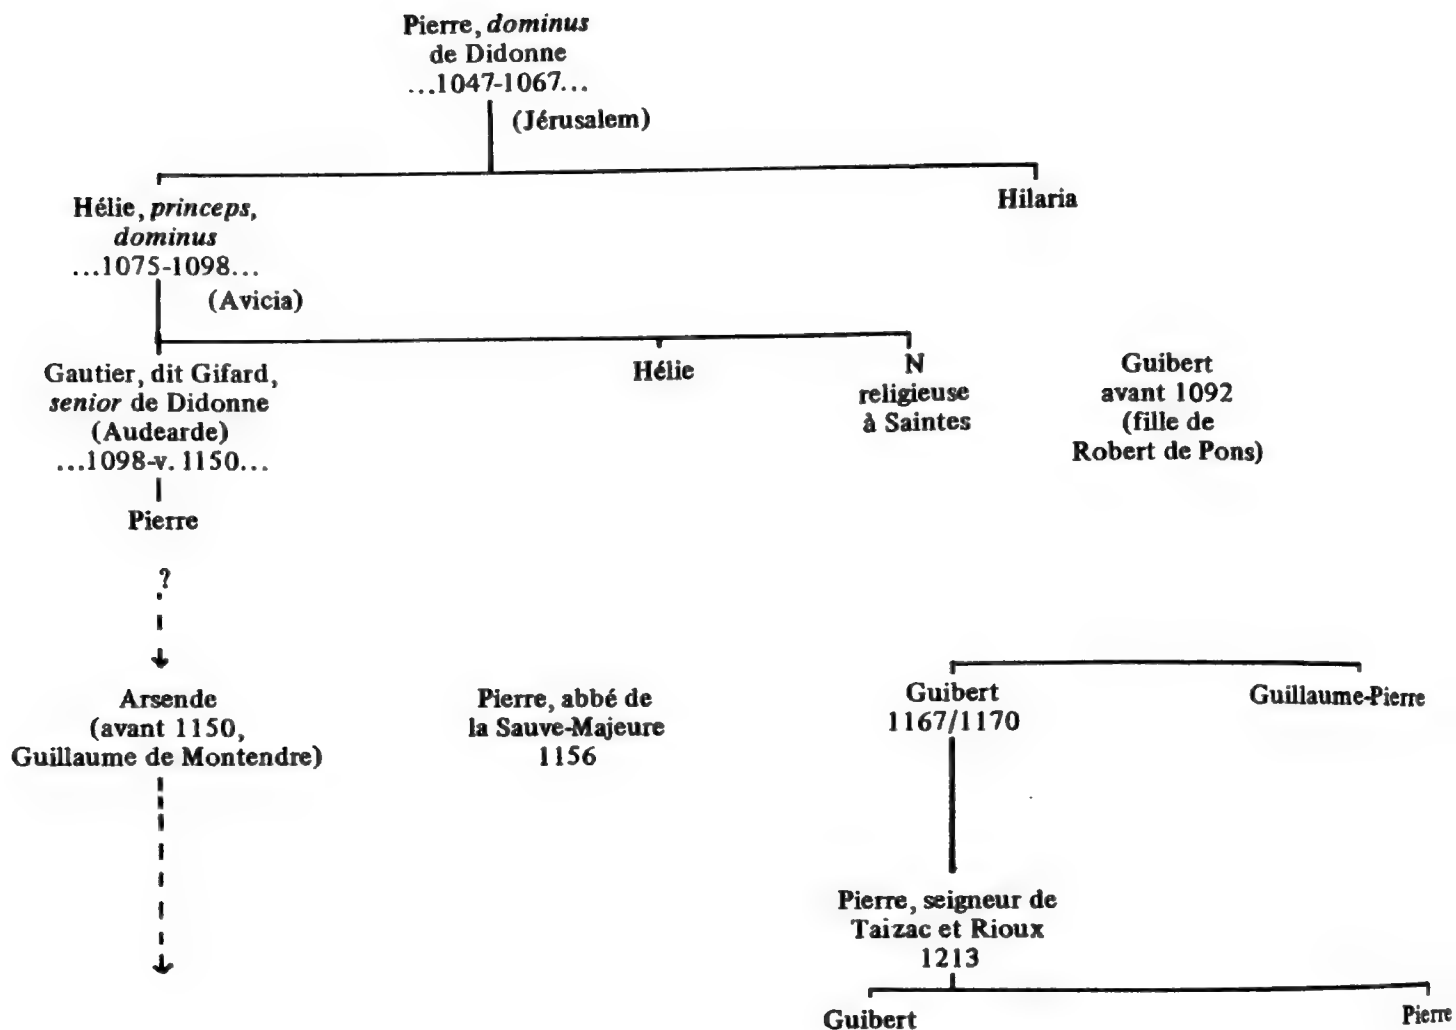 Pierre, dominus
de Didonne
...1047-1067...
(Jérusalem)
Hélie, princeps,
dominus
...1075-1098...
(Avicia)
Hilaria
Gautier, dit Gifard,
senior de Didonne
(Audearde)
...1098-v. 1150...
Hélie
N
religieuse
à Saintes
Guibert
avant 1092
(fille de
Robert de Pons)
Pierre
?
Arsende
(avant 1150,
Guillaume de Montendre)
Pierre, abbé de
la Sauve-Majeure
1156
Guibert
1167/1170
Guillaume-Pierre
Pierre, seigneur de
Taizac et Rioux
1213
Guibert
Pierre